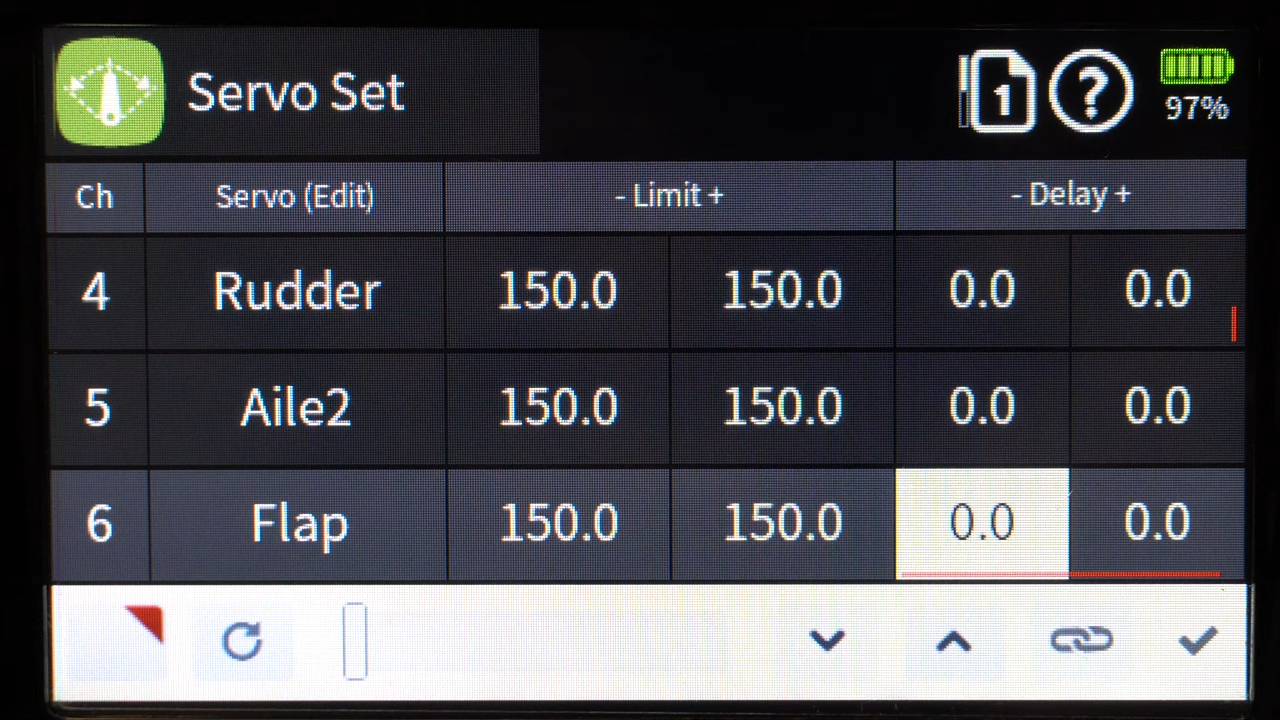 Servo Set
1 ? 97%
Ch Servo (Edit) - Limit + - Delay +
4 Rudder 150.0 150.0 0.0 0.0
5 Aile2 150.0 150.0 0.0 0.0
6 Flap 150.0 150.0 0.0 0.0